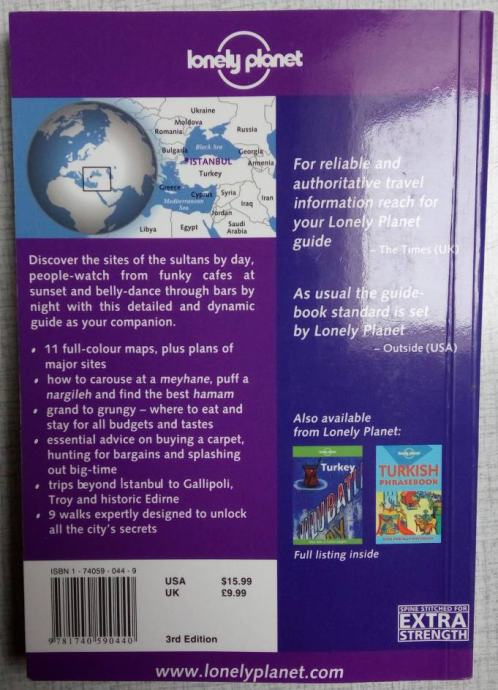 lonely planet
Ukraine
Moldova
Romania
Russia
Bulgaria
Black Sea
Georgia
ISTANBUL
Armenia
Turkey
Greece
Cyprus
Syria
Iran
Mediterranean
Sea
Iraq
Jordan
Libya
Egypt
Saudi
Arabia
For reliable and
authoritative travel
information reach for
your Lonely Planet
guide
– The Times (UK)
As usual the guide-
book standard is set
by Lonely Planet
– Outside (USA)
Discover the sites of the sultans by day,
people-watch from funky cafes at
sunset and belly-dance through bars by
night with this detailed and dynamic
guide as your companion.
• 11 full-colour maps, plus plans of
major sites
• how to carouse at a meyhane, puff a
nargileh and find the best hamam
• grand to grungy – where to eat and
stay for all budgets and tastes
• essential advice on buying a carpet,
hunting for bargains and splashing
out big-time
• trips beyond İstanbul to Gallipoli,
Troy and historic Edirne
• 9 walks expertly designed to unlock
all the city's secrets
Also available
from Lonely Planet:
Turkey
TURKISH
PHRASEBOOK
Full listing inside
ISBN 1 - 74059 - 044 - 9
9 781740 590440
USA $15.99
UK £9.99
3rd Edition
SPINE STITCHED FOR
EXTRA
STRENGTH
www.lonelyplanet.com